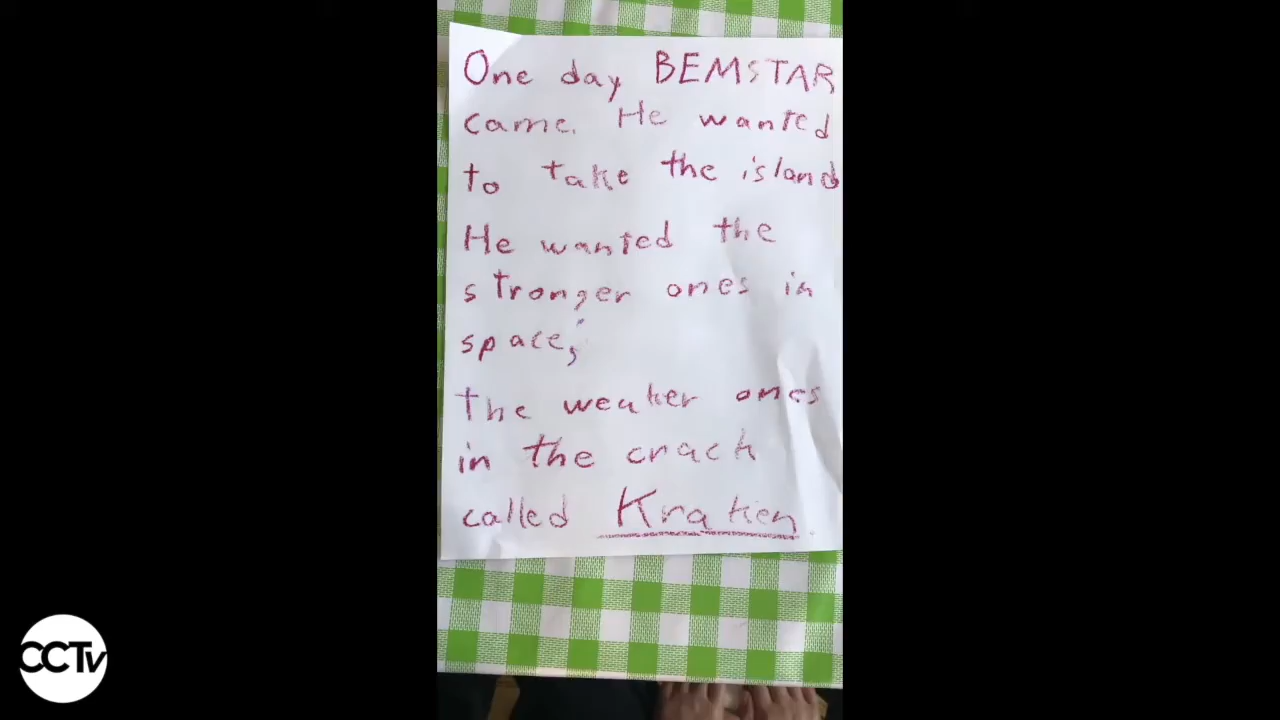 One day BEMSTAR
came. He wanted
to take the island
He wanted the
stronger ones in
space;
The weaker ones
in the crack
called Kraken.
CCTV